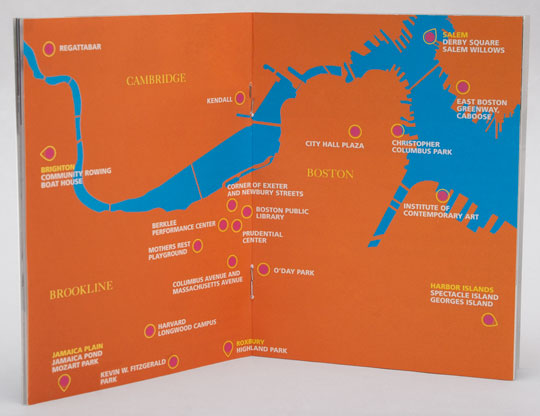 REGATTABAR
CAMBRIDGE
KENDALL
BRIGHTON
COMMUNITY ROWING
BOAT HOUSE
CORNER OF EXETER
AND NEWBURY STREETS
BERKLEE
PERFORMANCE CENTER
BOSTON PUBLIC
LIBRARY
PRUDENTIAL
CENTER
MOTHERS REST
PLAYGROUND
COLUMBUS AVENUE AND
MASSACHUSETTS AVENUE
BROOKLINE
HARVARD
LONGWOOD CAMPUS
JAMAICA PLAIN
JAMAICA POND
MOZART PARK
KEVIN W. FITZGERALD
PARK
ROXBURY
HIGHLAND PARK
SALEM
DERBY SQUARE
SALEM WILLOWS
EAST BOSTON
GREENWAY,
CABOOSE
CITY HALL PLAZA
CHRISTOPHER
COLUMBUS PARK
BOSTON
INSTITUTE OF
CONTEMPORARY ART
O'DAY PARK
HARBOR ISLANDS
SPECTACLE ISLAND
GEORGES ISLAND